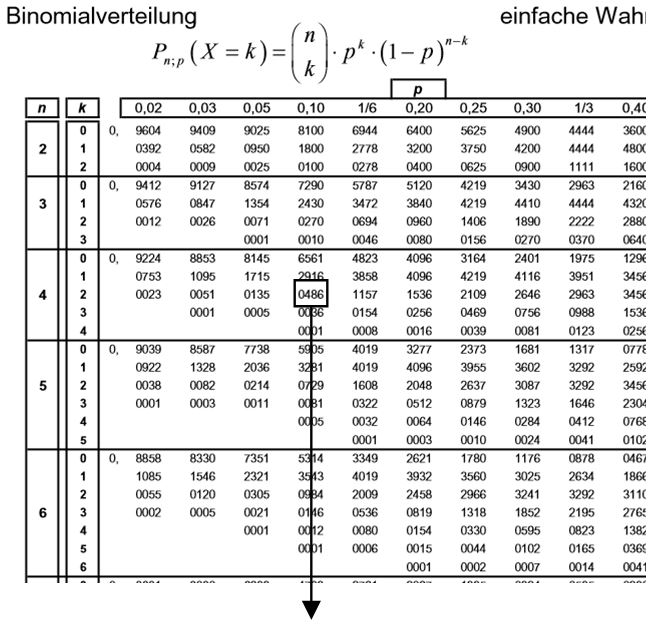 Binomialverteilung einfache Wahr
P n;p (X = k) = (n k) · p^k · (1 − p)^(n−k)
p
n k 0,02 0,03 0,05 0,10 1/6 0,20 0,25 0,30 1/3 0,40
0 0, 9604 9409 9025 8100 6944 6400 5625 4900 4444 3600
2 1 0392 0582 0950 1800 2778 3200 3750 4200 4444 4800
2 0004 0009 0025 0100 0278 0400 0625 0900 1111 1600
0 0, 9412 9127 8574 7290 5787 5120 4219 3430 2963 2160
3 1 0576 0847 1354 2430 3472 3840 4219 4410 4444 4320
2 0012 0026 0071 0270 0694 0960 1406 1890 2222 2880
3 0001 0010 0046 0080 0156 0270 0370 0640
0 0, 9224 8853 8145 6561 4823 4096 3164 2401 1975 1296
1 0753 1095 1715 2916 3858 4096 4219 4116 3951 3456
4 2 0023 0051 0135 0486 1157 1536 2109 2646 2963 3456
3 0001 0005 0036 0154 0256 0469 0756 0988 1536
4 0001 0008 0016 0039 0081 0123 0256
0 0, 9039 8587 7738 5905 4019 3277 2373 1681 1317 0778
1 0922 1328 2036 3281 4019 4096 3955 3602 3292 2592
5 2 0038 0082 0214 0729 1608 2048 2637 3087 3292 3456
3 0001 0003 0011 0081 0322 0512 0879 1323 1646 2304
4 0005 0032 0064 0146 0284 0412 0768
5 0001 0003 0010 0024 0041 0102
0 0, 8858 8330 7351 5314 3349 2621 1780 1176 0878 0467
1 1085 1546 2321 3543 4019 3932 3560 3025 2634 1866
2 0055 0120 0305 0984 2009 2458 2966 3241 3292 3110
6 3 0002 0005 0021 0146 0536 0819 1318 1852 2195 2765
4 0001 0012 0080 0154 0330 0595 0823 1382
5 0001 0006 0015 0044 0102 0165 0369
6 0001 0002 0007 0014 0041